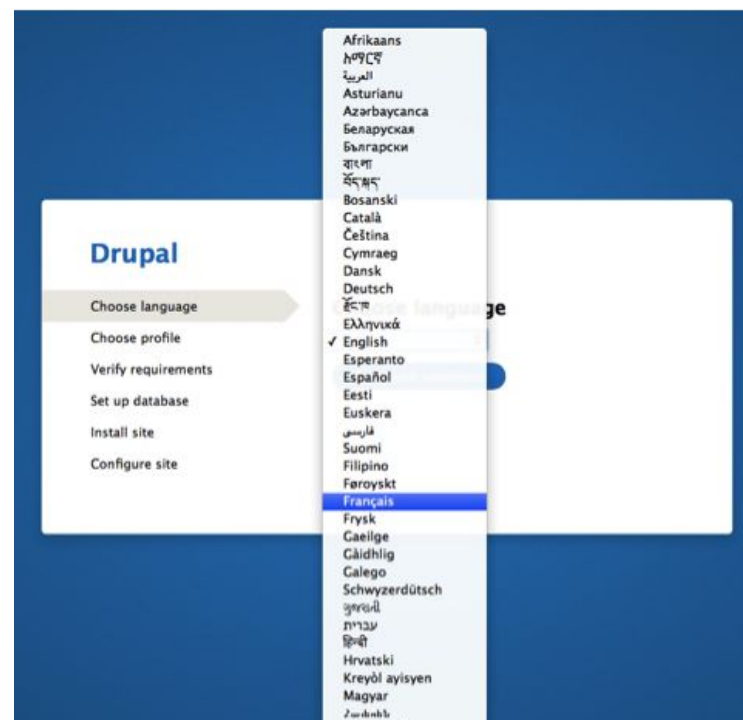 Drupal
Choose language
Choose profile
Verify requirements
Set up database
Install site
Configure site
Choose language
Afrikaans
አማርኛ
العربية
Asturianu
Azərbaycanca
Беларуская
Български
বাংলা
བོད་སྐད་
Bosanski
Català
Čeština
Cymraeg
Dansk
Deutsch
རྫོང་ཁ
Ελληνικά
✓ English
Esperanto
Español
Eesti
Euskera
فارسی
Suomi
Filipino
Føroyskt
Français
Frysk
Gaeilge
Gàidhlig
Galego
Schwyzerdütsch
ગુજરાતી
עברית
हिन्दी
Hrvatski
Kreyòl ayisyen
Magyar